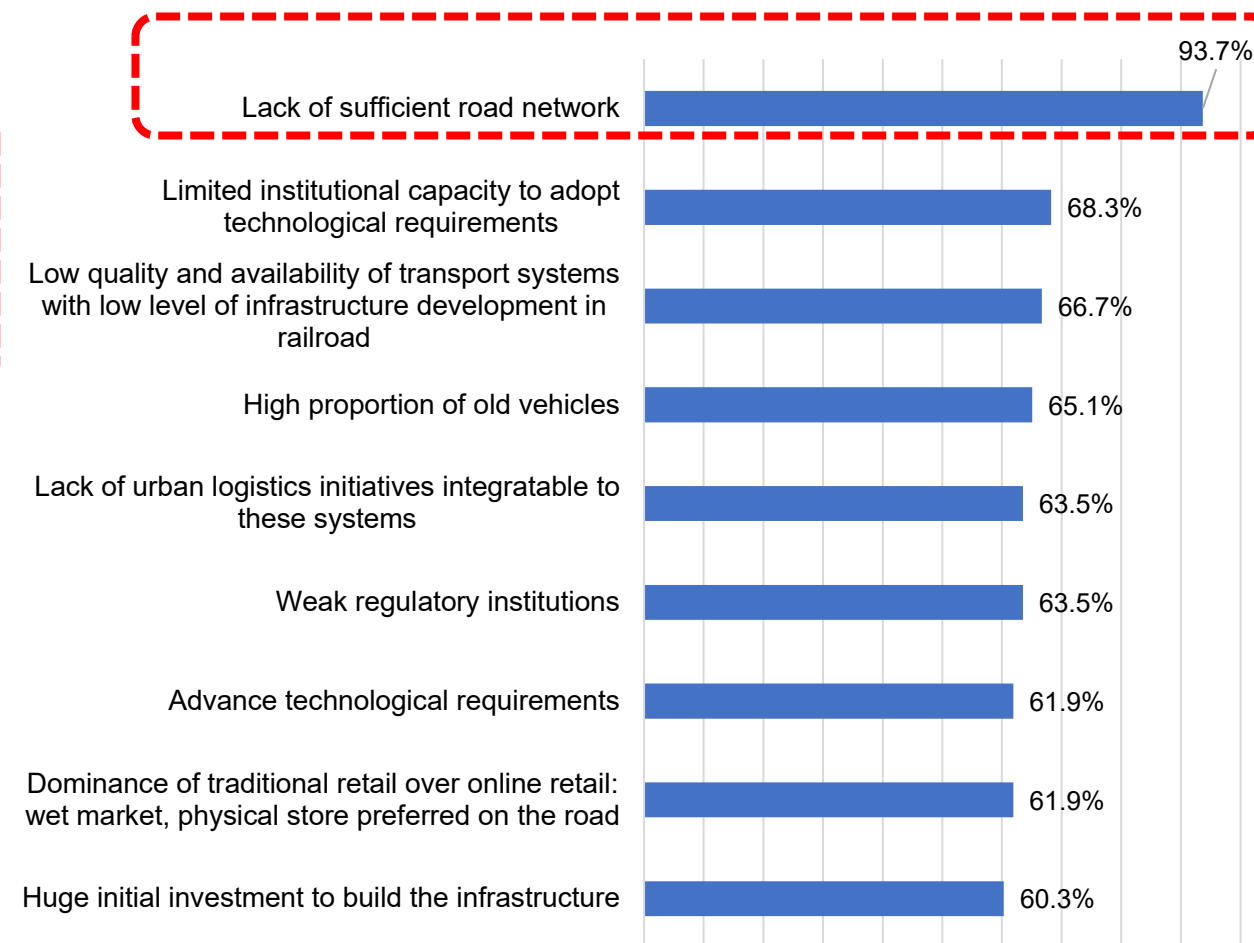 93.7%
Lack of sufficient road network
Limited institutional capacity to adopt
technological requirements
68.3%
Low quality and availability of transport systems
with low level of infrastructure development in
railroad
66.7%
High proportion of old vehicles
65.1%
Lack of urban logistics initiatives integratable to
these systems
63.5%
Weak regulatory institutions
63.5%
Advance technological requirements
61.9%
Dominance of traditional retail over online retail:
wet market, physical store preferred on the road
61.9%
Huge initial investment to build the infrastructure
60.3%